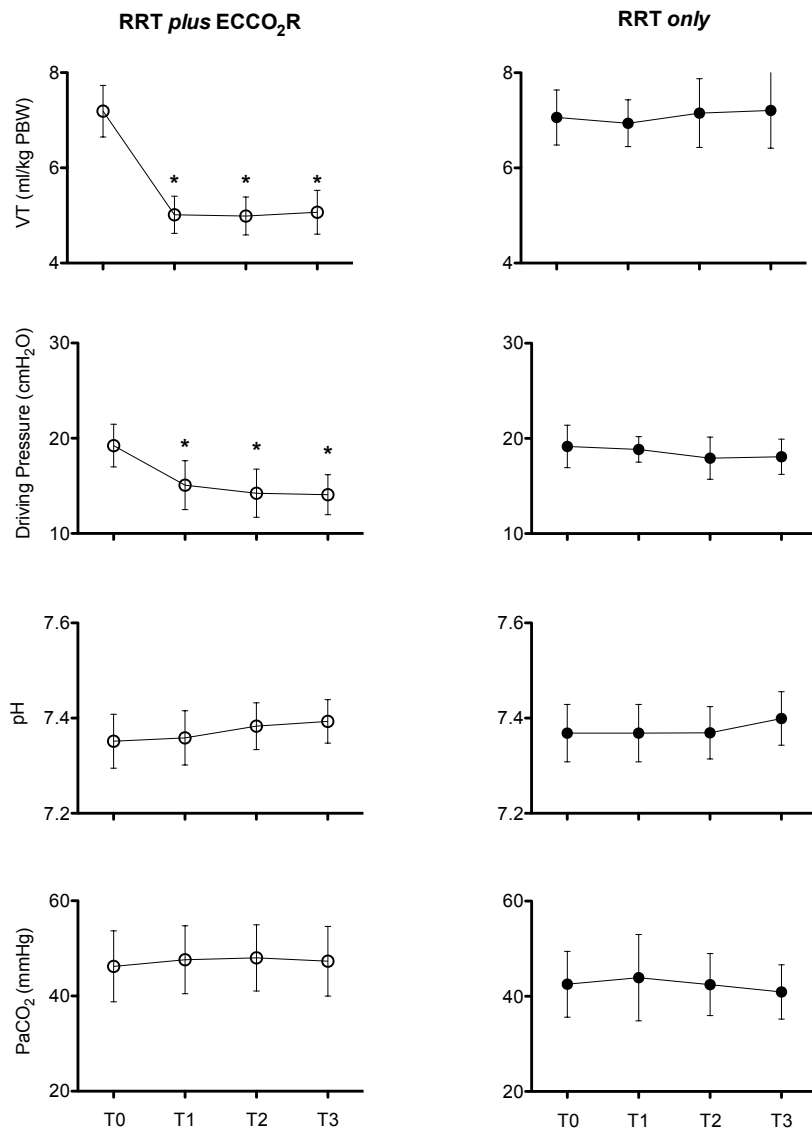 RRT plus ECCO₂R
RRT only
VT (ml/kg PBW)
8
6
4
* * *
8
6
4
Driving Pressure (cmH₂O)
30
20
10
* * *
30
20
10
pH
7.6
7.4
7.2
7.6
7.4
7.2
PaCO₂ (mmHg)
60
40
20
T0 T1 T2 T3
60
40
20
T0 T1 T2 T3